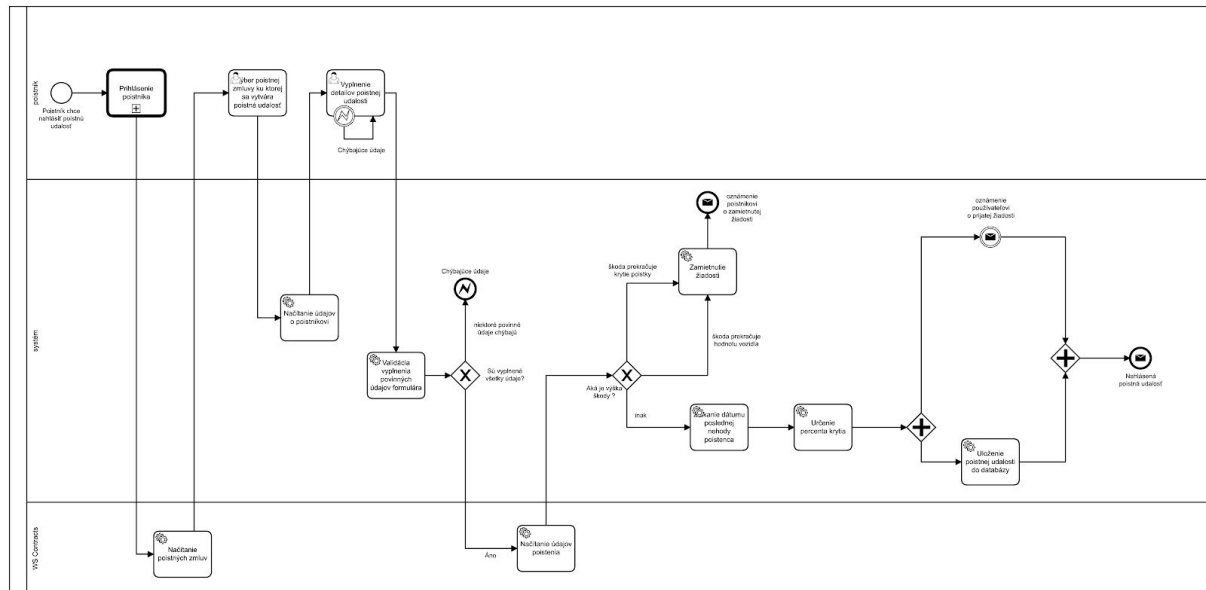 poistník
Poistník chce
nahlásiť poistnú
udalosť
Prihlásenie
poistníka
poistnej
zmluvy ku ktorej
sa vytvára
poistná udalosť
Vyplnenie
detailov poistnej
udalosti
Chýbajúce údaje
systém
Načítanie údajov
o poistníkovi
Validácia
vyplnenia
povinných
údajov formulára
Chýbajúce údaje
niektoré povinné
údaje chýbajú
Sú vyplnené
všetky údaje?
Áno
oznámenie
poistníkovi
o zamietnutej
žiadosti
Zamietnutie
žiadosti
škoda prekračuje
krytie poistky
škoda prekračuje
hodnotu vozidla
Aká je výška
škody ?
inak
dátumu
poslednej
nehody
poistenca
Určenie
percenta krytia
oznámenie
používateľovi
o prijatej žiadosti
Uloženie
poistnej udalosti
do databázy
Nahlásená
poistná udalosť
WS Contracts
Načítanie
poistných zmlúv
Načítanie údajov
poistenia